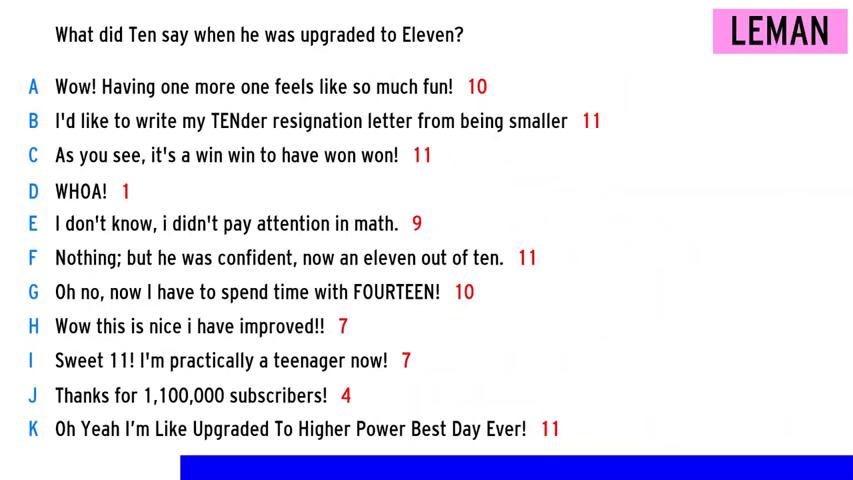 What did Ten say when he was upgraded to Eleven?
LEMAN
A Wow! Having one more one feels like so much fun! 10
B I'd like to write my TENder resignation letter from being smaller 11
C As you see, it's a win win to have won won! 11
D WHOA! 1
E I don't know, i didn't pay attention in math. 9
F Nothing; but he was confident, now an eleven out of ten. 11
G Oh no, now I have to spend time with FOURTEEN! 10
H Wow this is nice i have improved!! 7
I Sweet 11! I'm practically a teenager now! 7
J Thanks for 1,100,000 subscribers! 4
K Oh Yeah I’m Like Upgraded To Higher Power Best Day Ever! 11